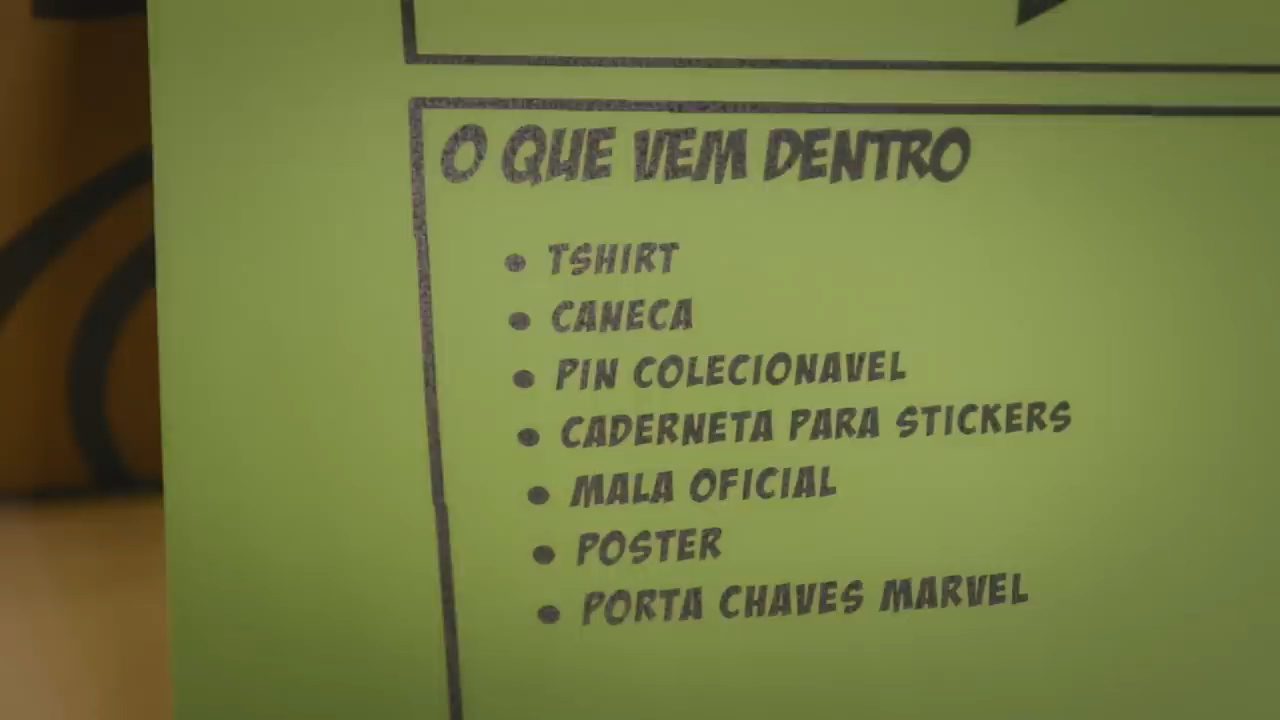 O QUE VEM DENTRO
• TSHIRT
• CANECA
• PIN COLECIONAVEL
• CADERNETA PARA STICKERS
• MALA OFICIAL
• POSTER
• PORTA CHAVES MARVEL